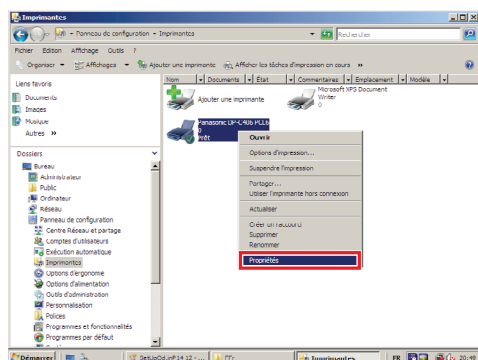 Imprimantes
Panneau de configuration - Imprimantes
Rechercher
Fichier Edition Affichage Outils ?
Organiser Affichages Ajouter une imprimante Afficher les tâches d'impression en cours »
Liens favoris
Documents
Images
Musique
Autres »
Dossiers
Bureau
Administrateur
Public
Ordinateur
Réseau
Panneau de configuration
Centre Réseau et partage
Comptes d'utilisateurs
Exécution automatique
Imprimantes
Options d'ergonomie
Options d'alimentation
Outils d'administration
Personnalisation
Polices
Programmes et fonctionnalités
Programmes par défaut
Nom Documents État Commentaires Emplacement Modèle
Ajouter une imprimante
Microsoft XPS Document
Writer
0
Panasonic DP-C406 PCL6
0
Prêt
Ouvrir
Options d'impression...
Suspendre l'impression
Partager...
Utiliser l'imprimante hors connexion
Actualiser
Créer un raccourci
Supprimer
Renommer
Propriétés
Démarrer
Imprimantes
FR
20:49